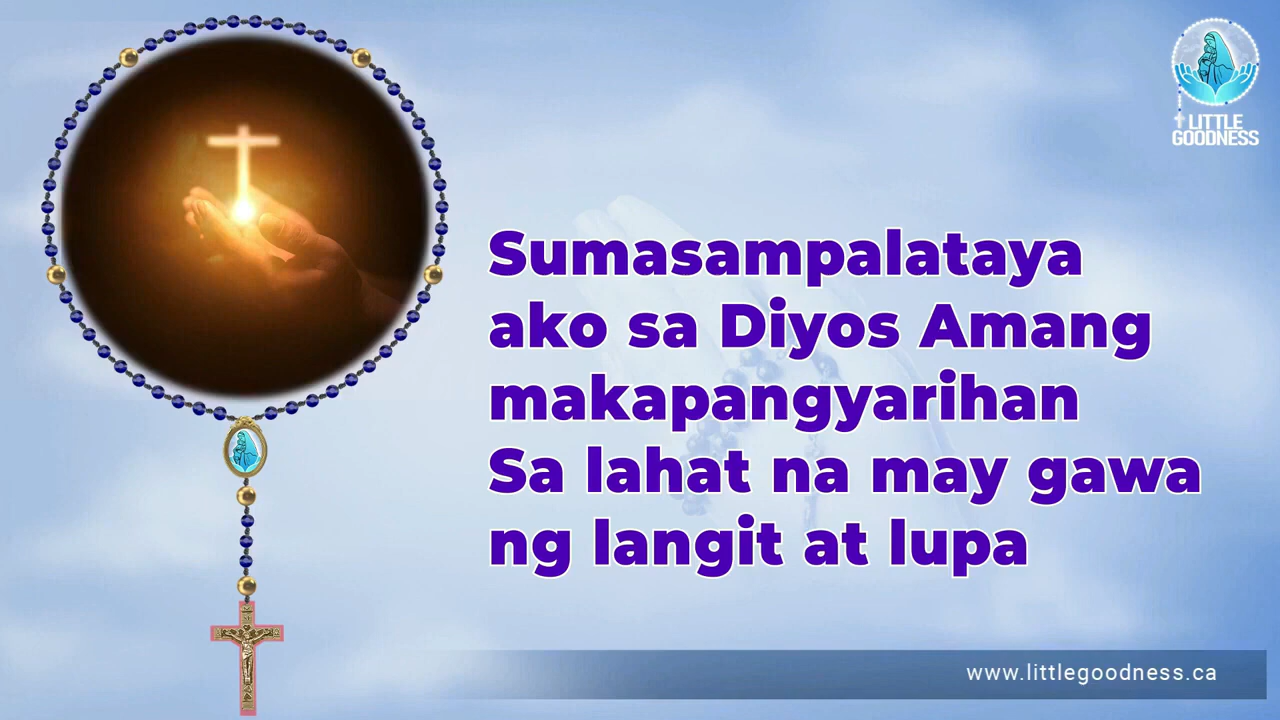 LITTLE
GOODNESS
Sumasampalataya
ako sa Diyos Amang
makapangyarihan
Sa lahat na may gawa
ng langit at lupa
www.littlegoodness.ca